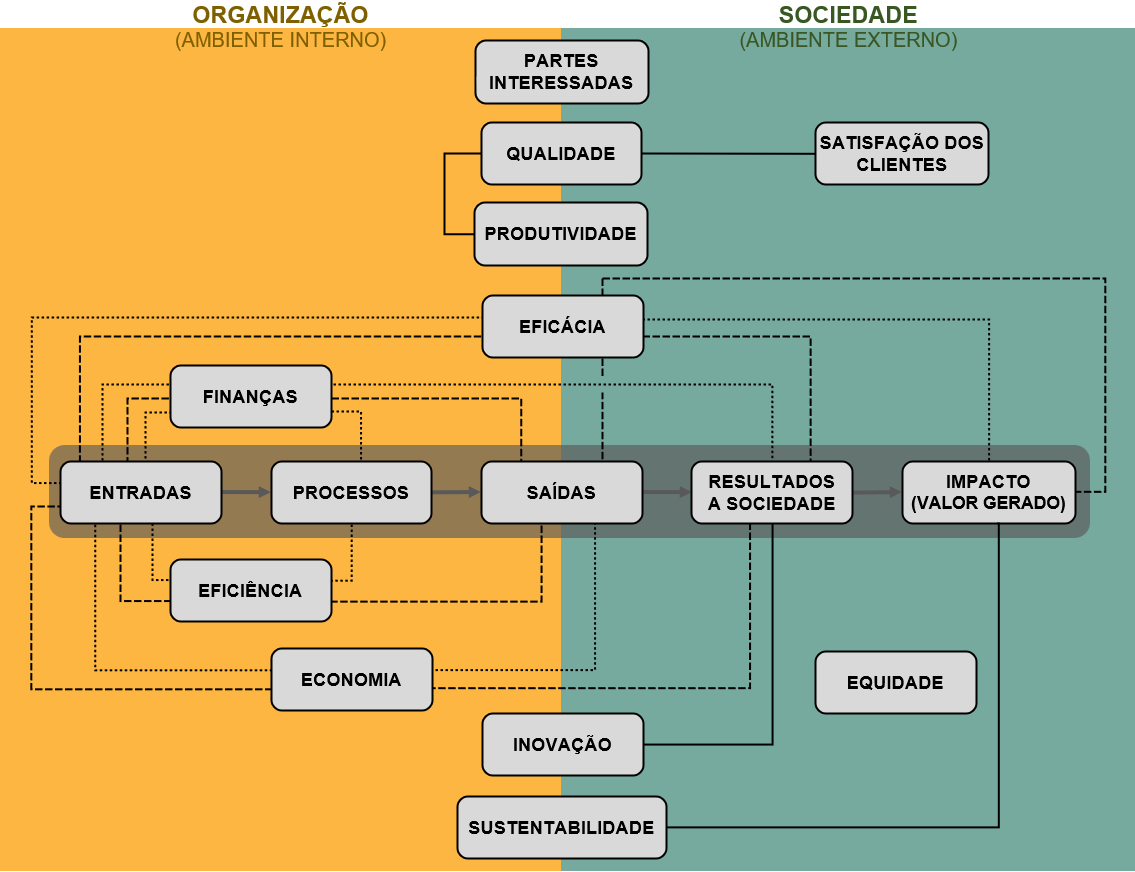 ORGANIZAÇÃO
(AMBIENTE INTERNO)
SOCIEDADE
(AMBIENTE EXTERNO)
PARTES
INTERESSADAS
QUALIDADE
SATISFAÇÃO DOS
CLIENTES
PRODUTIVIDADE
EFICÁCIA
FINANÇAS
ENTRADAS
PROCESSOS
SAÍDAS
RESULTADOS
A SOCIEDADE
IMPACTO
(VALOR GERADO)
EFICIÊNCIA
ECONOMIA
EQUIDADE
INOVAÇÃO
SUSTENTABILIDADE